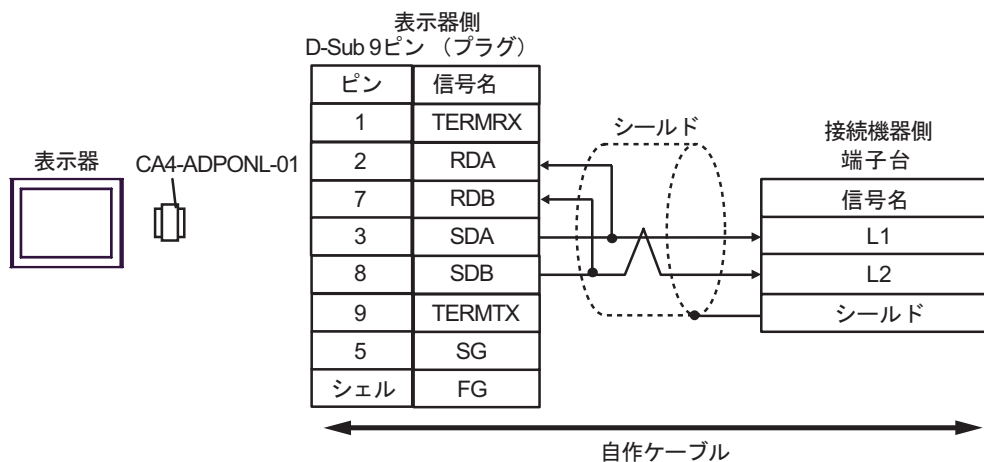 表示器側
D-Sub 9ピン （プラグ）
ピン 信号名
1 TERMRX
2 RDA
7 RDB
3 SDA
8 SDB
9 TERMTX
5 SG
シェル FG
表示器
CA4-ADPONL-01
シールド
接続機器側
端子台
信号名
L1
L2
シールド
自作ケーブル